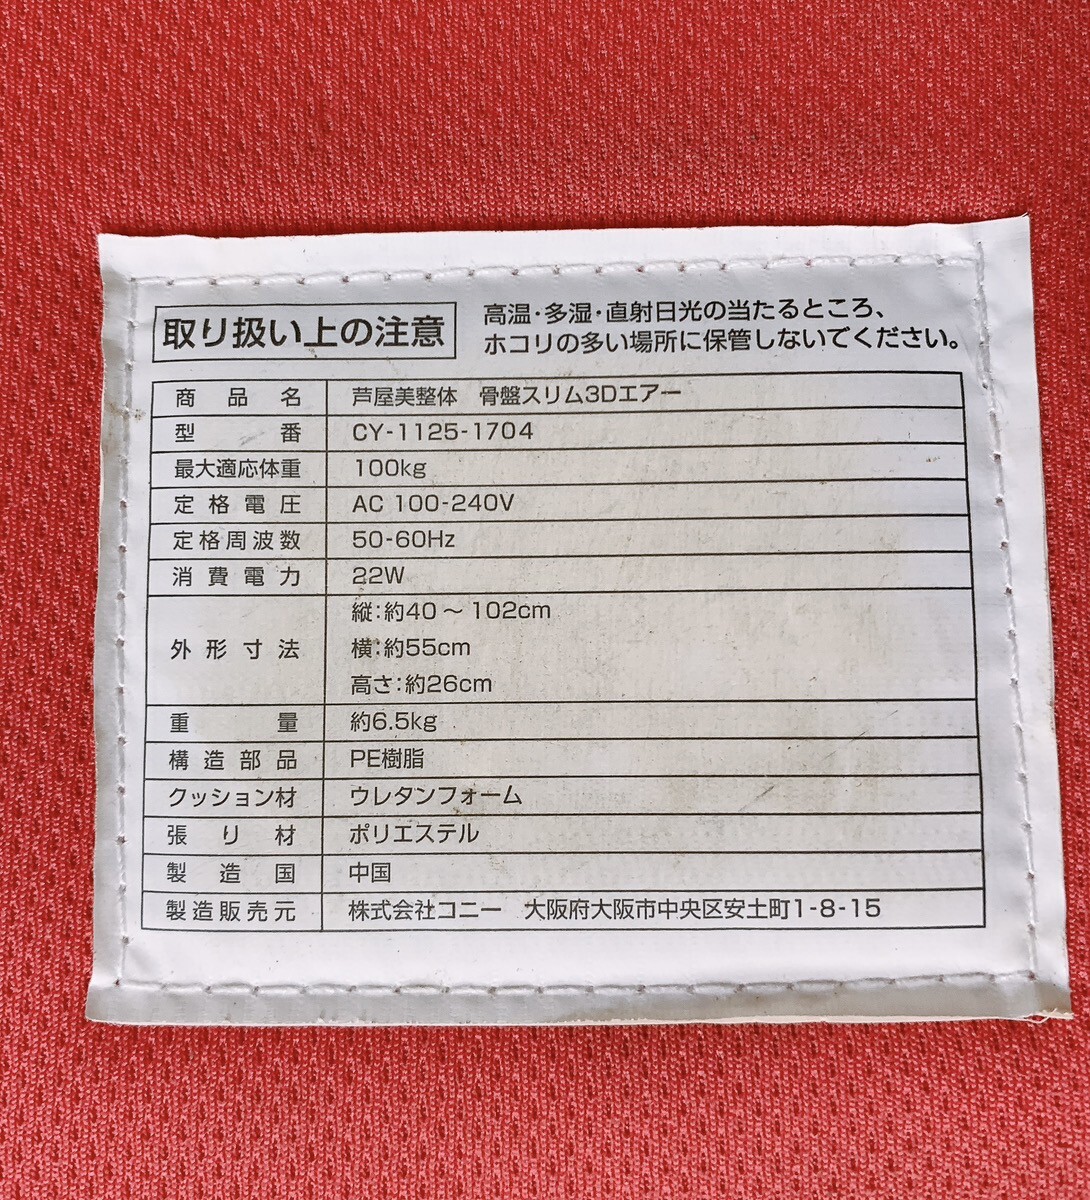 取り扱い上の注意
高温・多湿・直射日光の当たるところ、
ホコリの多い場所に保管しないでください。
商品名 芦屋美整体 骨盤スリム3Dエアー
型番 CY-1125-1704
最大適応体重 100kg
定格電圧 AC 100-240V
定格周波数 50-60Hz
消費電力 22W
外形寸法 縦：約40～102cm
横：約55cm
高さ：約26cm
重量 約6.5kg
構造部品 PE樹脂
クッション材 ウレタンフォーム
張り材 ポリエステル
製造国 中国
製造販売元 株式会社コニー 大阪府大阪市中央区安土町1-8-15